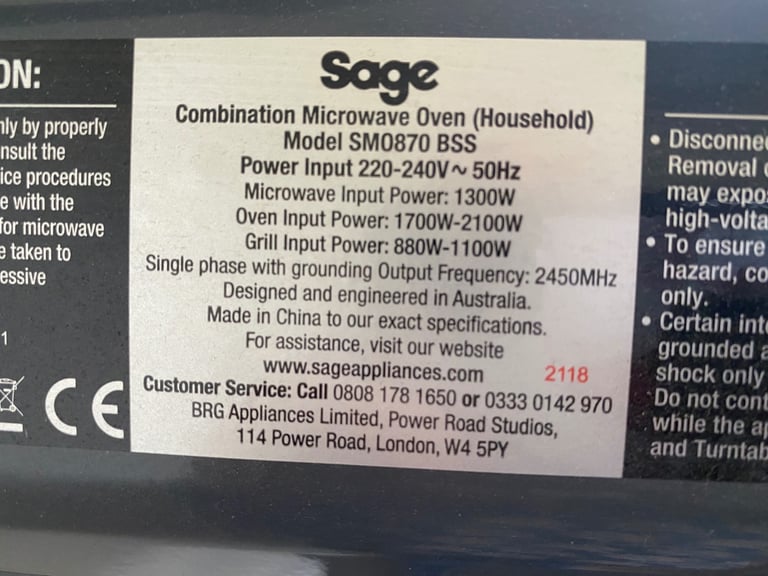 ON:
nly by properly
nsult the
ice procedures
e with the
for microwave
e taken to
essive
1
CE
Sage
Combination Microwave Oven (Household)
Model SMO870 BSS
Power Input 220-240V~ 50Hz
Microwave Input Power: 1300W
Oven Input Power: 1700W-2100W
Grill Input Power: 880W-1100W
Single phase with grounding Output Frequency: 2450MHz
Designed and engineered in Australia.
Made in China to our exact specifications.
For assistance, visit our website
www.sageappliances.com 2118
Customer Service: Call 0808 178 1650 or 0333 0142 970
BRG Appliances Limited, Power Road Studios,
114 Power Road, London, W4 5PY
• Disconnec
Removal o
may expos
high-volta
• To ensure
hazard, co
only.
• Certain inte
grounded a
shock only
Do not cont
while the ap
and Turntab